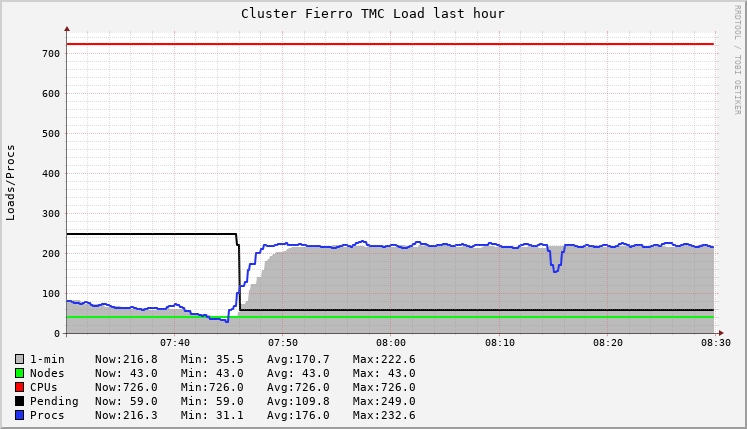 Cluster Fierro TMC Load last hour
RRDTOOL / TOBI OETIKER
Loads/Procs
700
600
500
400
300
200
100
0
07:40 07:50 08:00 08:10 08:20 08:30
1-min Now:216.8 Min: 35.5 Avg:170.7 Max:222.6
Nodes Now: 43.0 Min: 43.0 Avg: 43.0 Max: 43.0
CPUs Now:726.0 Min:726.0 Avg:726.0 Max:726.0
Pending Now: 59.0 Min: 59.0 Avg:109.8 Max:249.0
Procs Now:216.3 Min: 31.1 Avg:176.0 Max:232.6